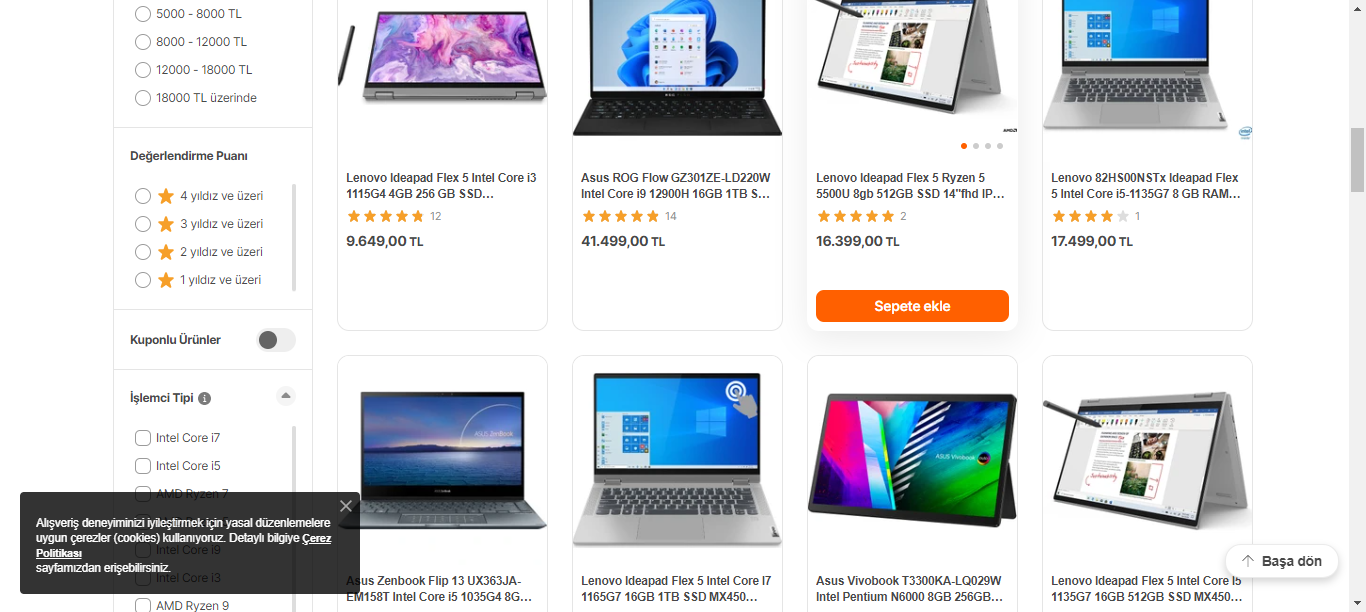 5000 - 8000 TL
8000 - 12000 TL
12000 - 18000 TL
18000 TL üzerinde
Değerlendirme Puanı
4 yıldız ve üzeri
3 yıldız ve üzeri
2 yıldız ve üzeri
1 yıldız ve üzeri
Kuponlu Ürünler
İşlemci Tipi
Intel Core i7
Intel Core i5
AMD Ryzen 7
Intel Core i9
Intel Core i3
AMD Ryzen 9
Alışveriş deneyiminizi iyileştirmek için yasal düzenlemelere
uygun çerezler (cookies) kullanıyoruz. Detaylı bilgiye Çerez
Politikası
sayfamızdan erişebilirsiniz.
Lenovo Ideapad Flex 5 Intel Core i3
1115G4 4GB 256 GB SSD...
12
9.649,00 TL
Asus ROG Flow GZ301ZE-LD220W
Intel Core i9 12900H 16GB 1TB S...
14
41.499,00 TL
AMD
Lenovo Ideapad Flex 5 Ryzen 5
5500U 8gb 512GB SSD 14"fhd IP...
2
16.399,00 TL
Sepete ekle
Lenovo 82HS00NSTx Ideapad Flex
5 Intel Core i5-1135G7 8 GB RAM...
1
17.499,00 TL
ASUS ZenBook
Asus Zenbook Flip 13 UX363JA-
EM158T Intel Core i5 1035G4 8G...
Lenovo Ideapad Flex 5 Intel Core I7
1165G7 16GB 1TB SSD MX450...
ASUS Vivobook
Asus Vivobook T3300KA-LQ029W
Intel Pentium N6000 8GB 256GB...
Lenovo Ideapad Flex 5 Intel Core I5
1135G7 16GB 512GB SSD MX450...
Başa dön